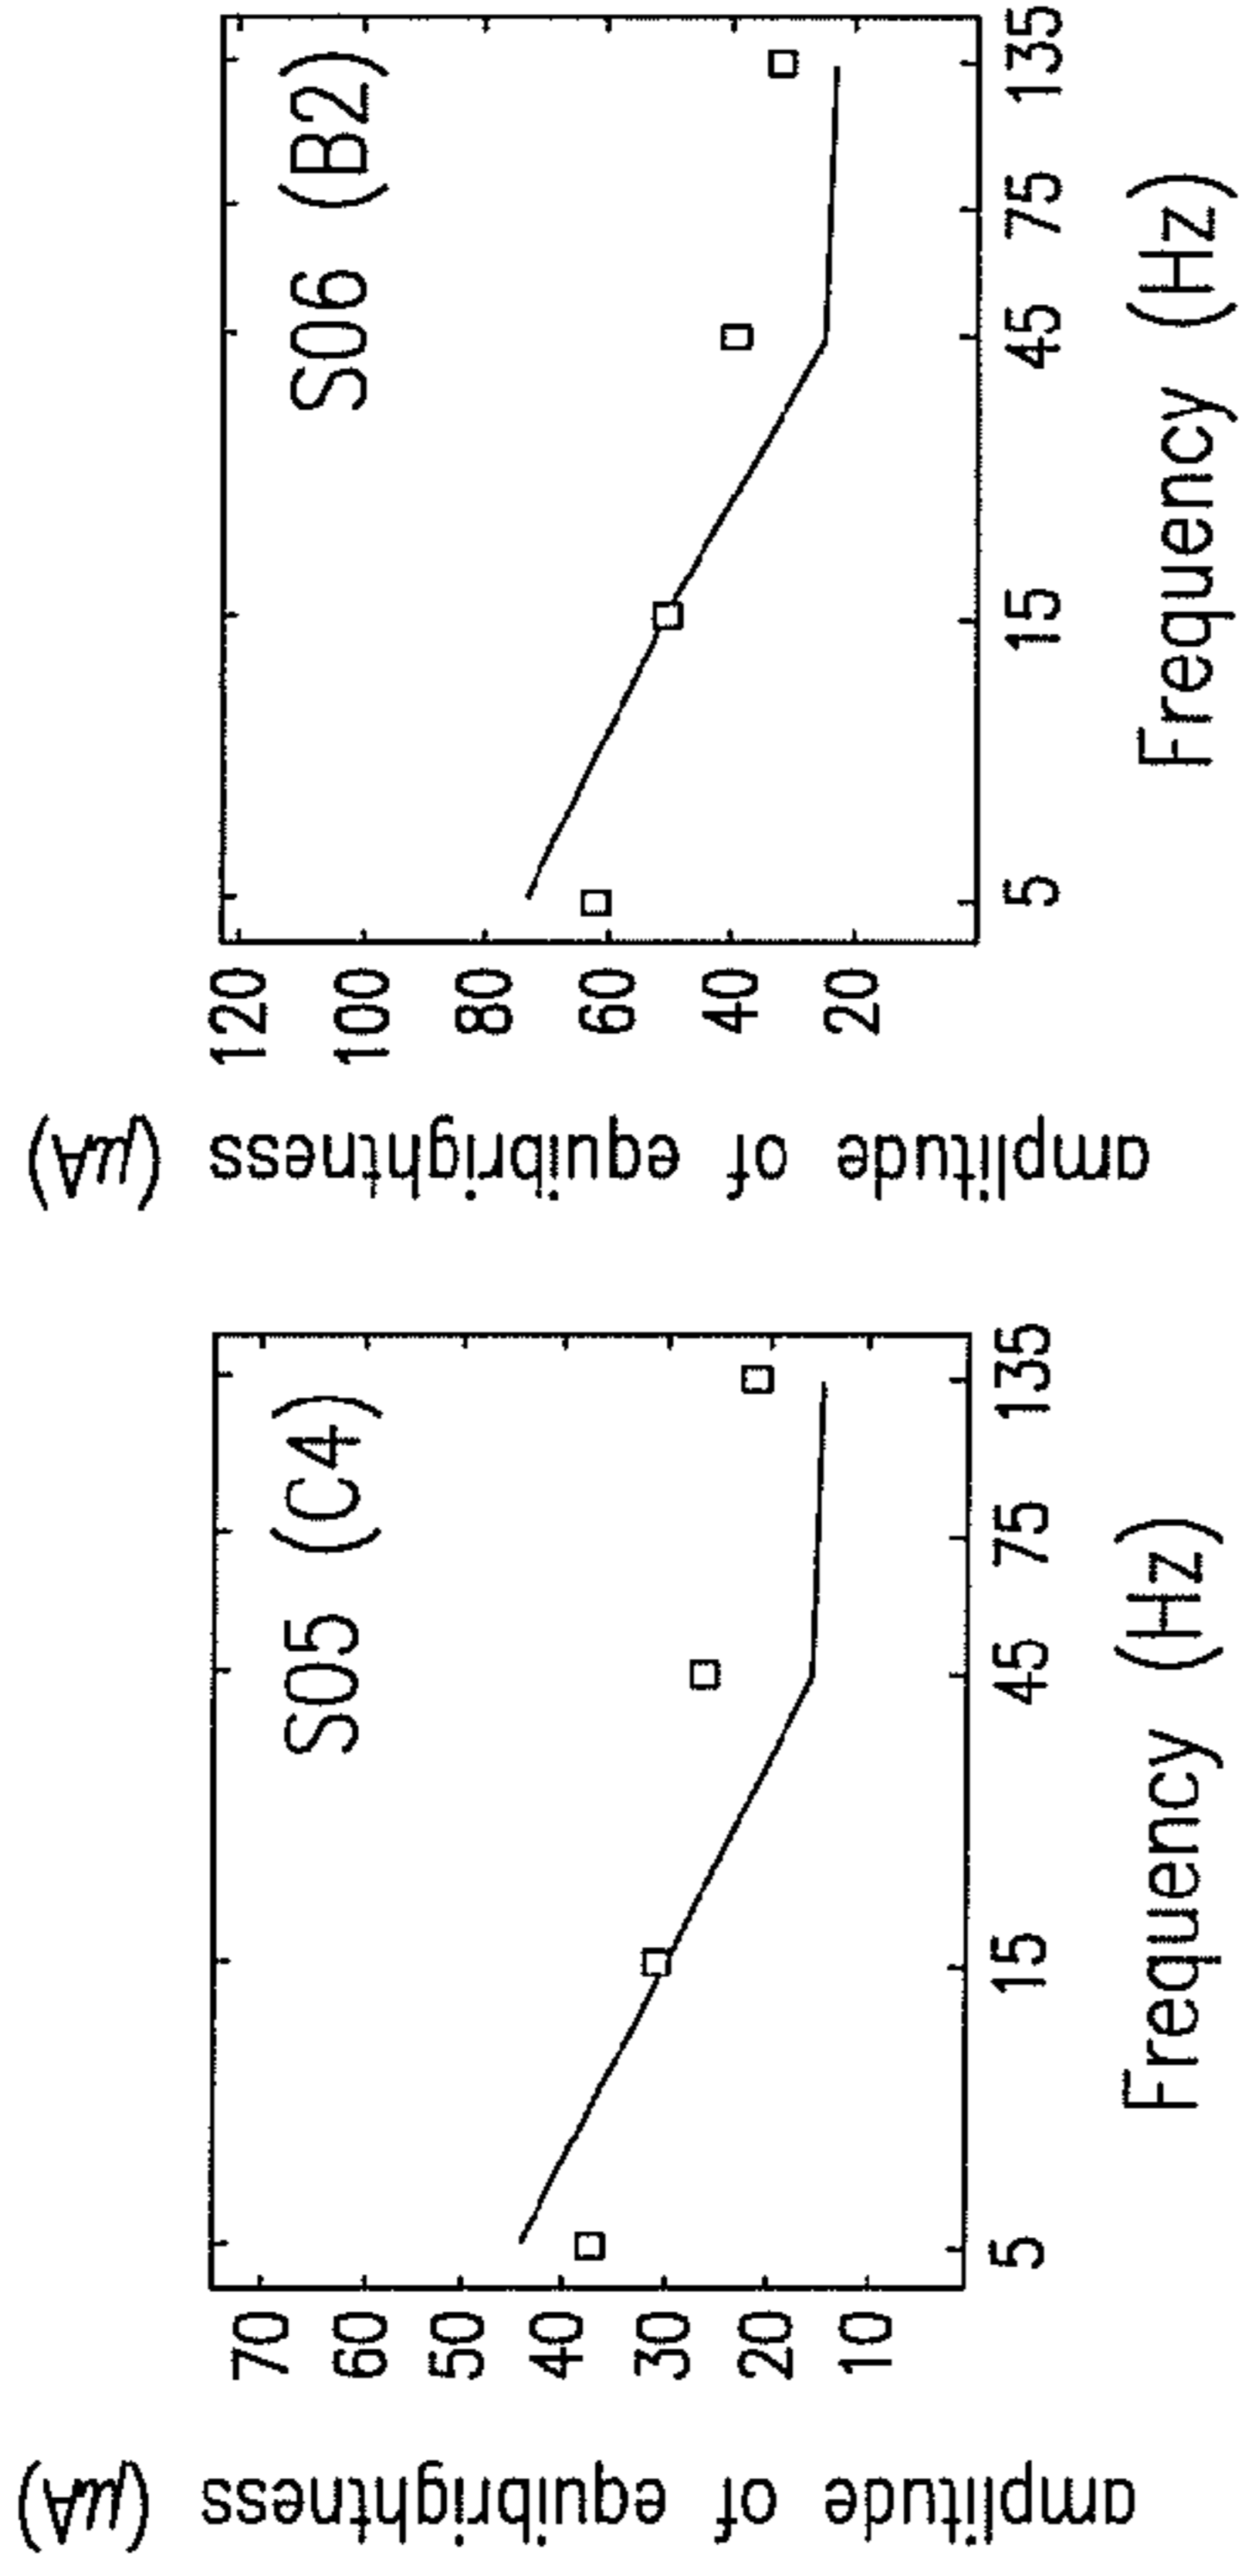 amplitude of equibrightness
(μA)
70
60
50
40
30
20
10
S05 (C4)
5 15 45 75 135
Frequency (Hz)
amplitude of equibrightness
(μA)
120
100
80
60
40
20
S06 (B2)
5 15 45 75 135
Frequency (Hz)